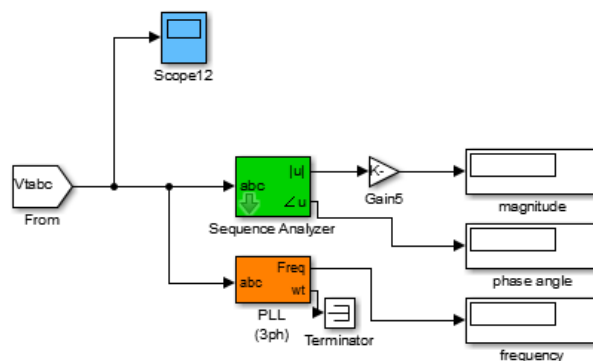 Scope12
Vtabc
From
abc
|u|
∠u
Sequence Analyzer
K-
Gain5
magnitude
phase angle
abc
Freq
wt
PLL
(3ph)
Terminator
frequency